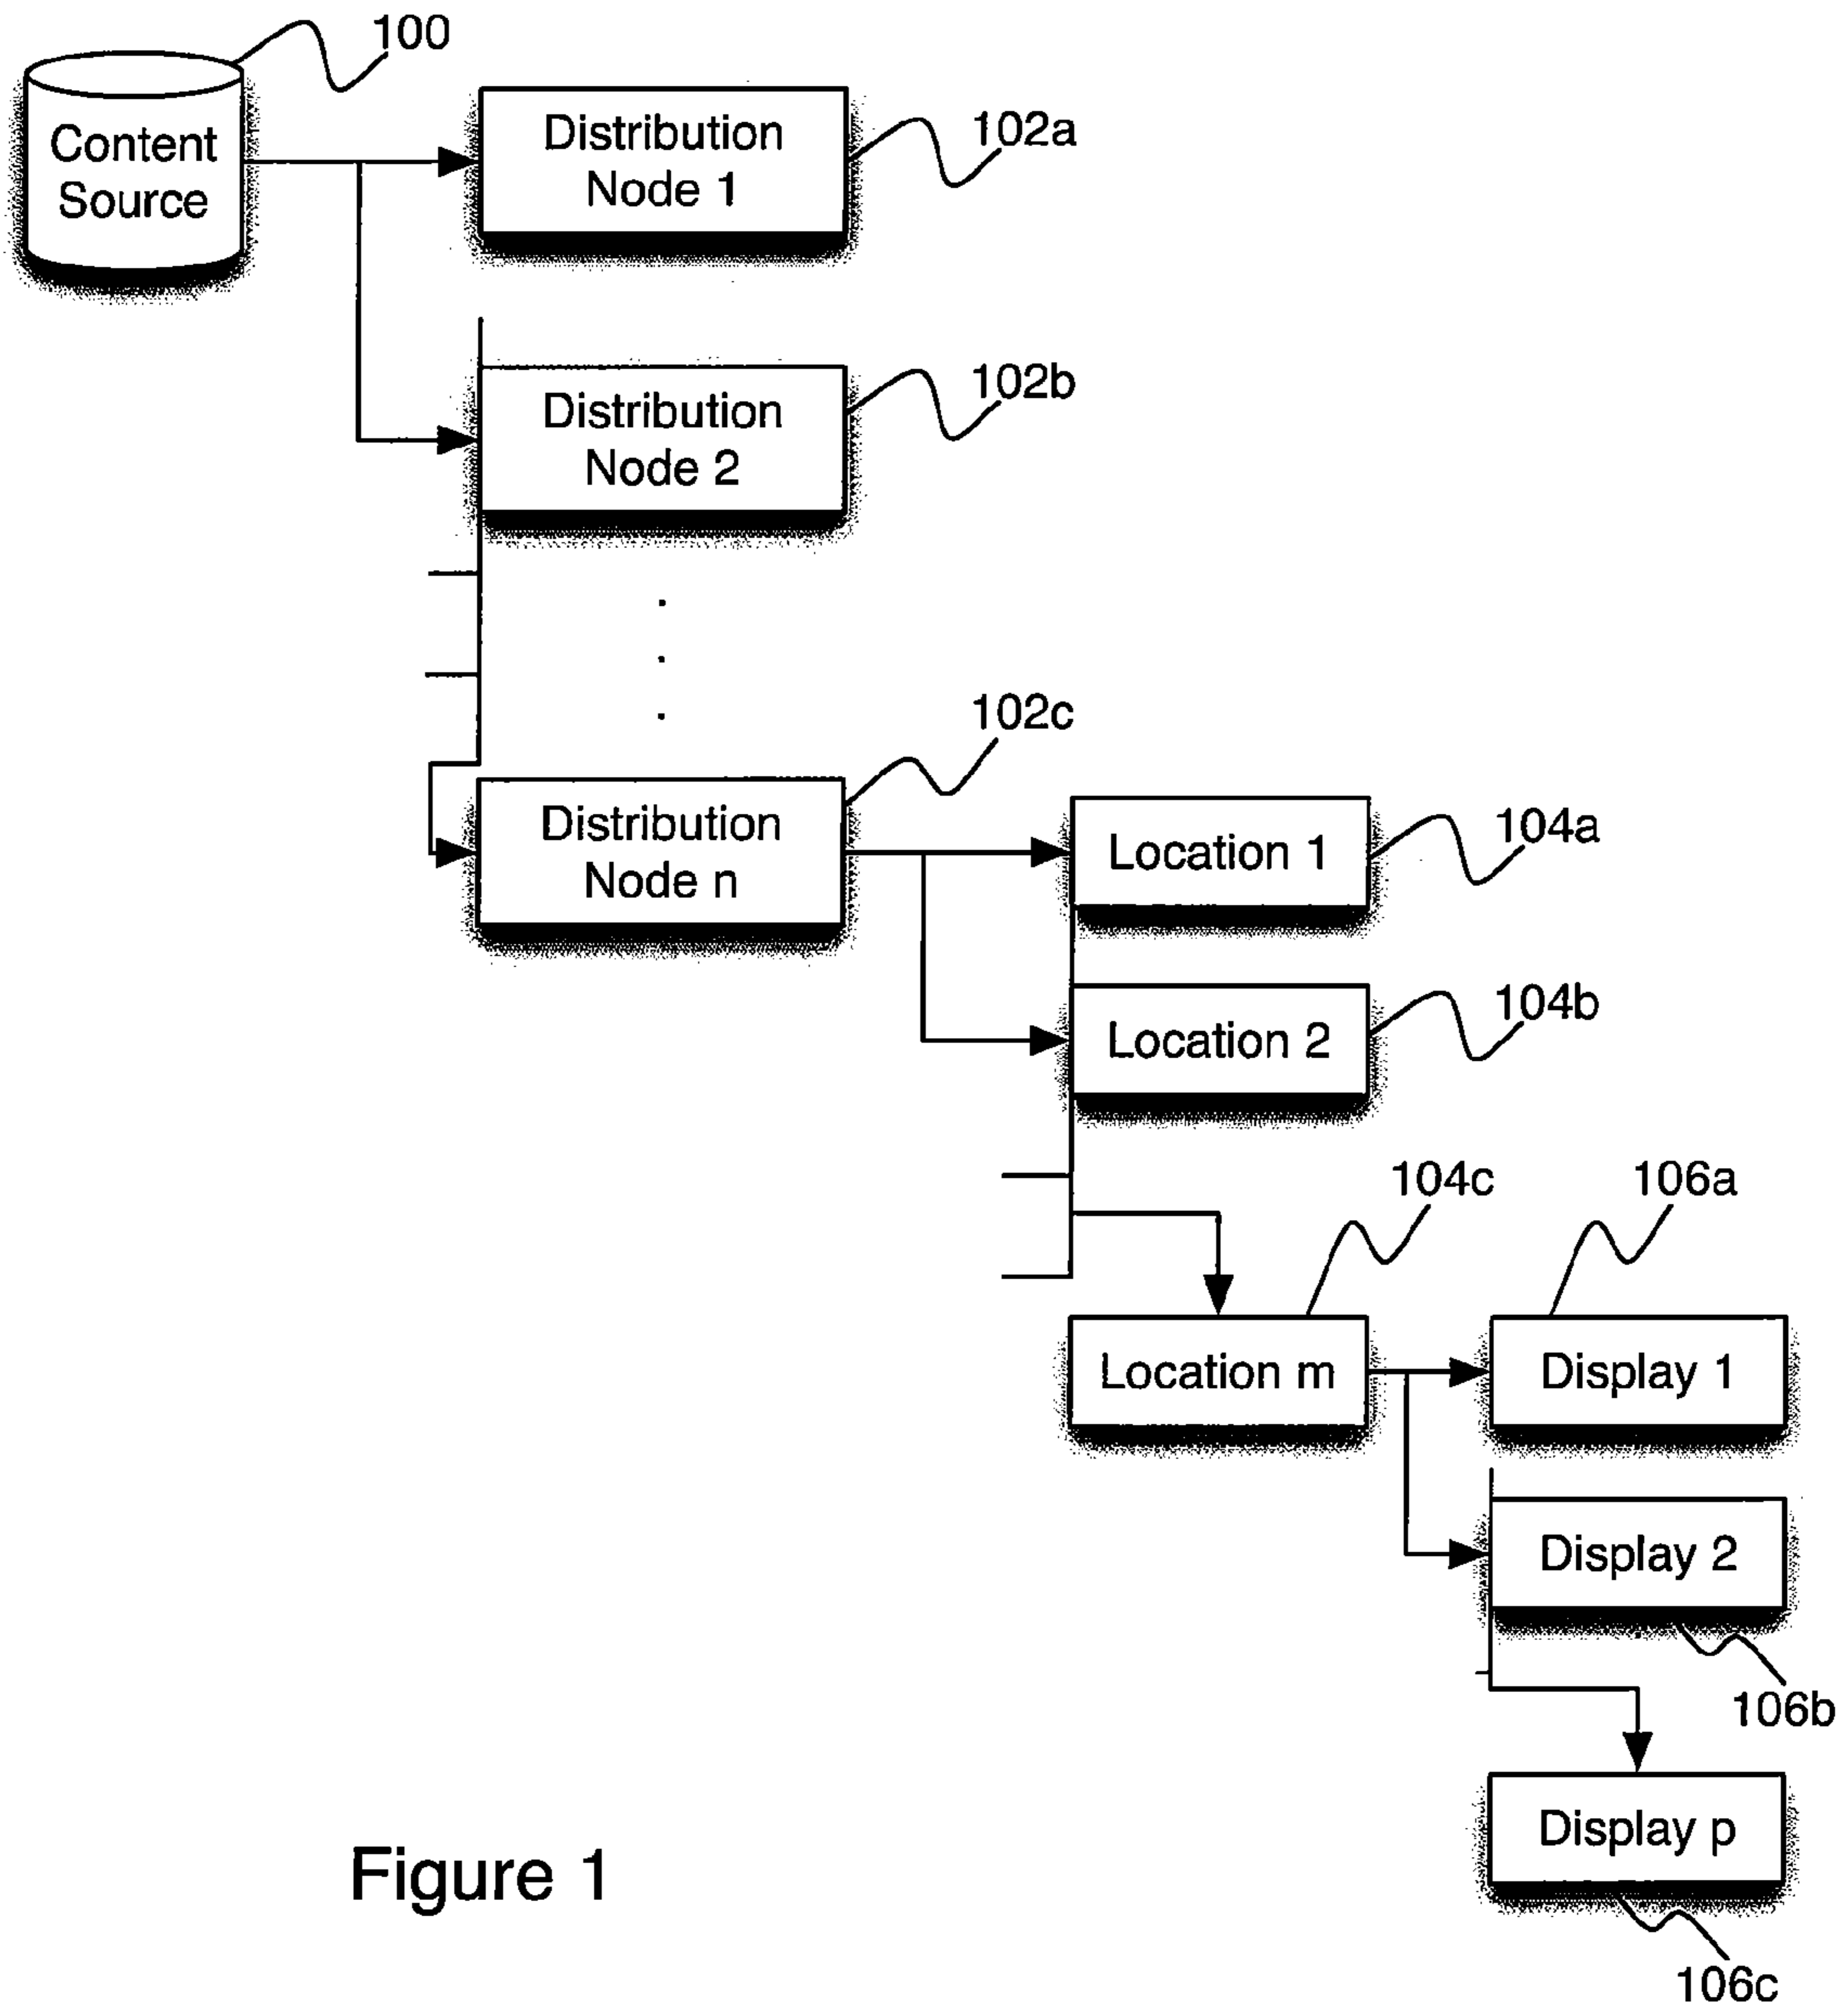 100
Content
Source
Distribution
Node 1
102a
Distribution
Node 2
102b
.
.
.
102c
Distribution
Node n
Location 1
104a
Location 2
104b
104c
106a
Location m
Display 1
Display 2
106b
Display p
106c
Figure 1